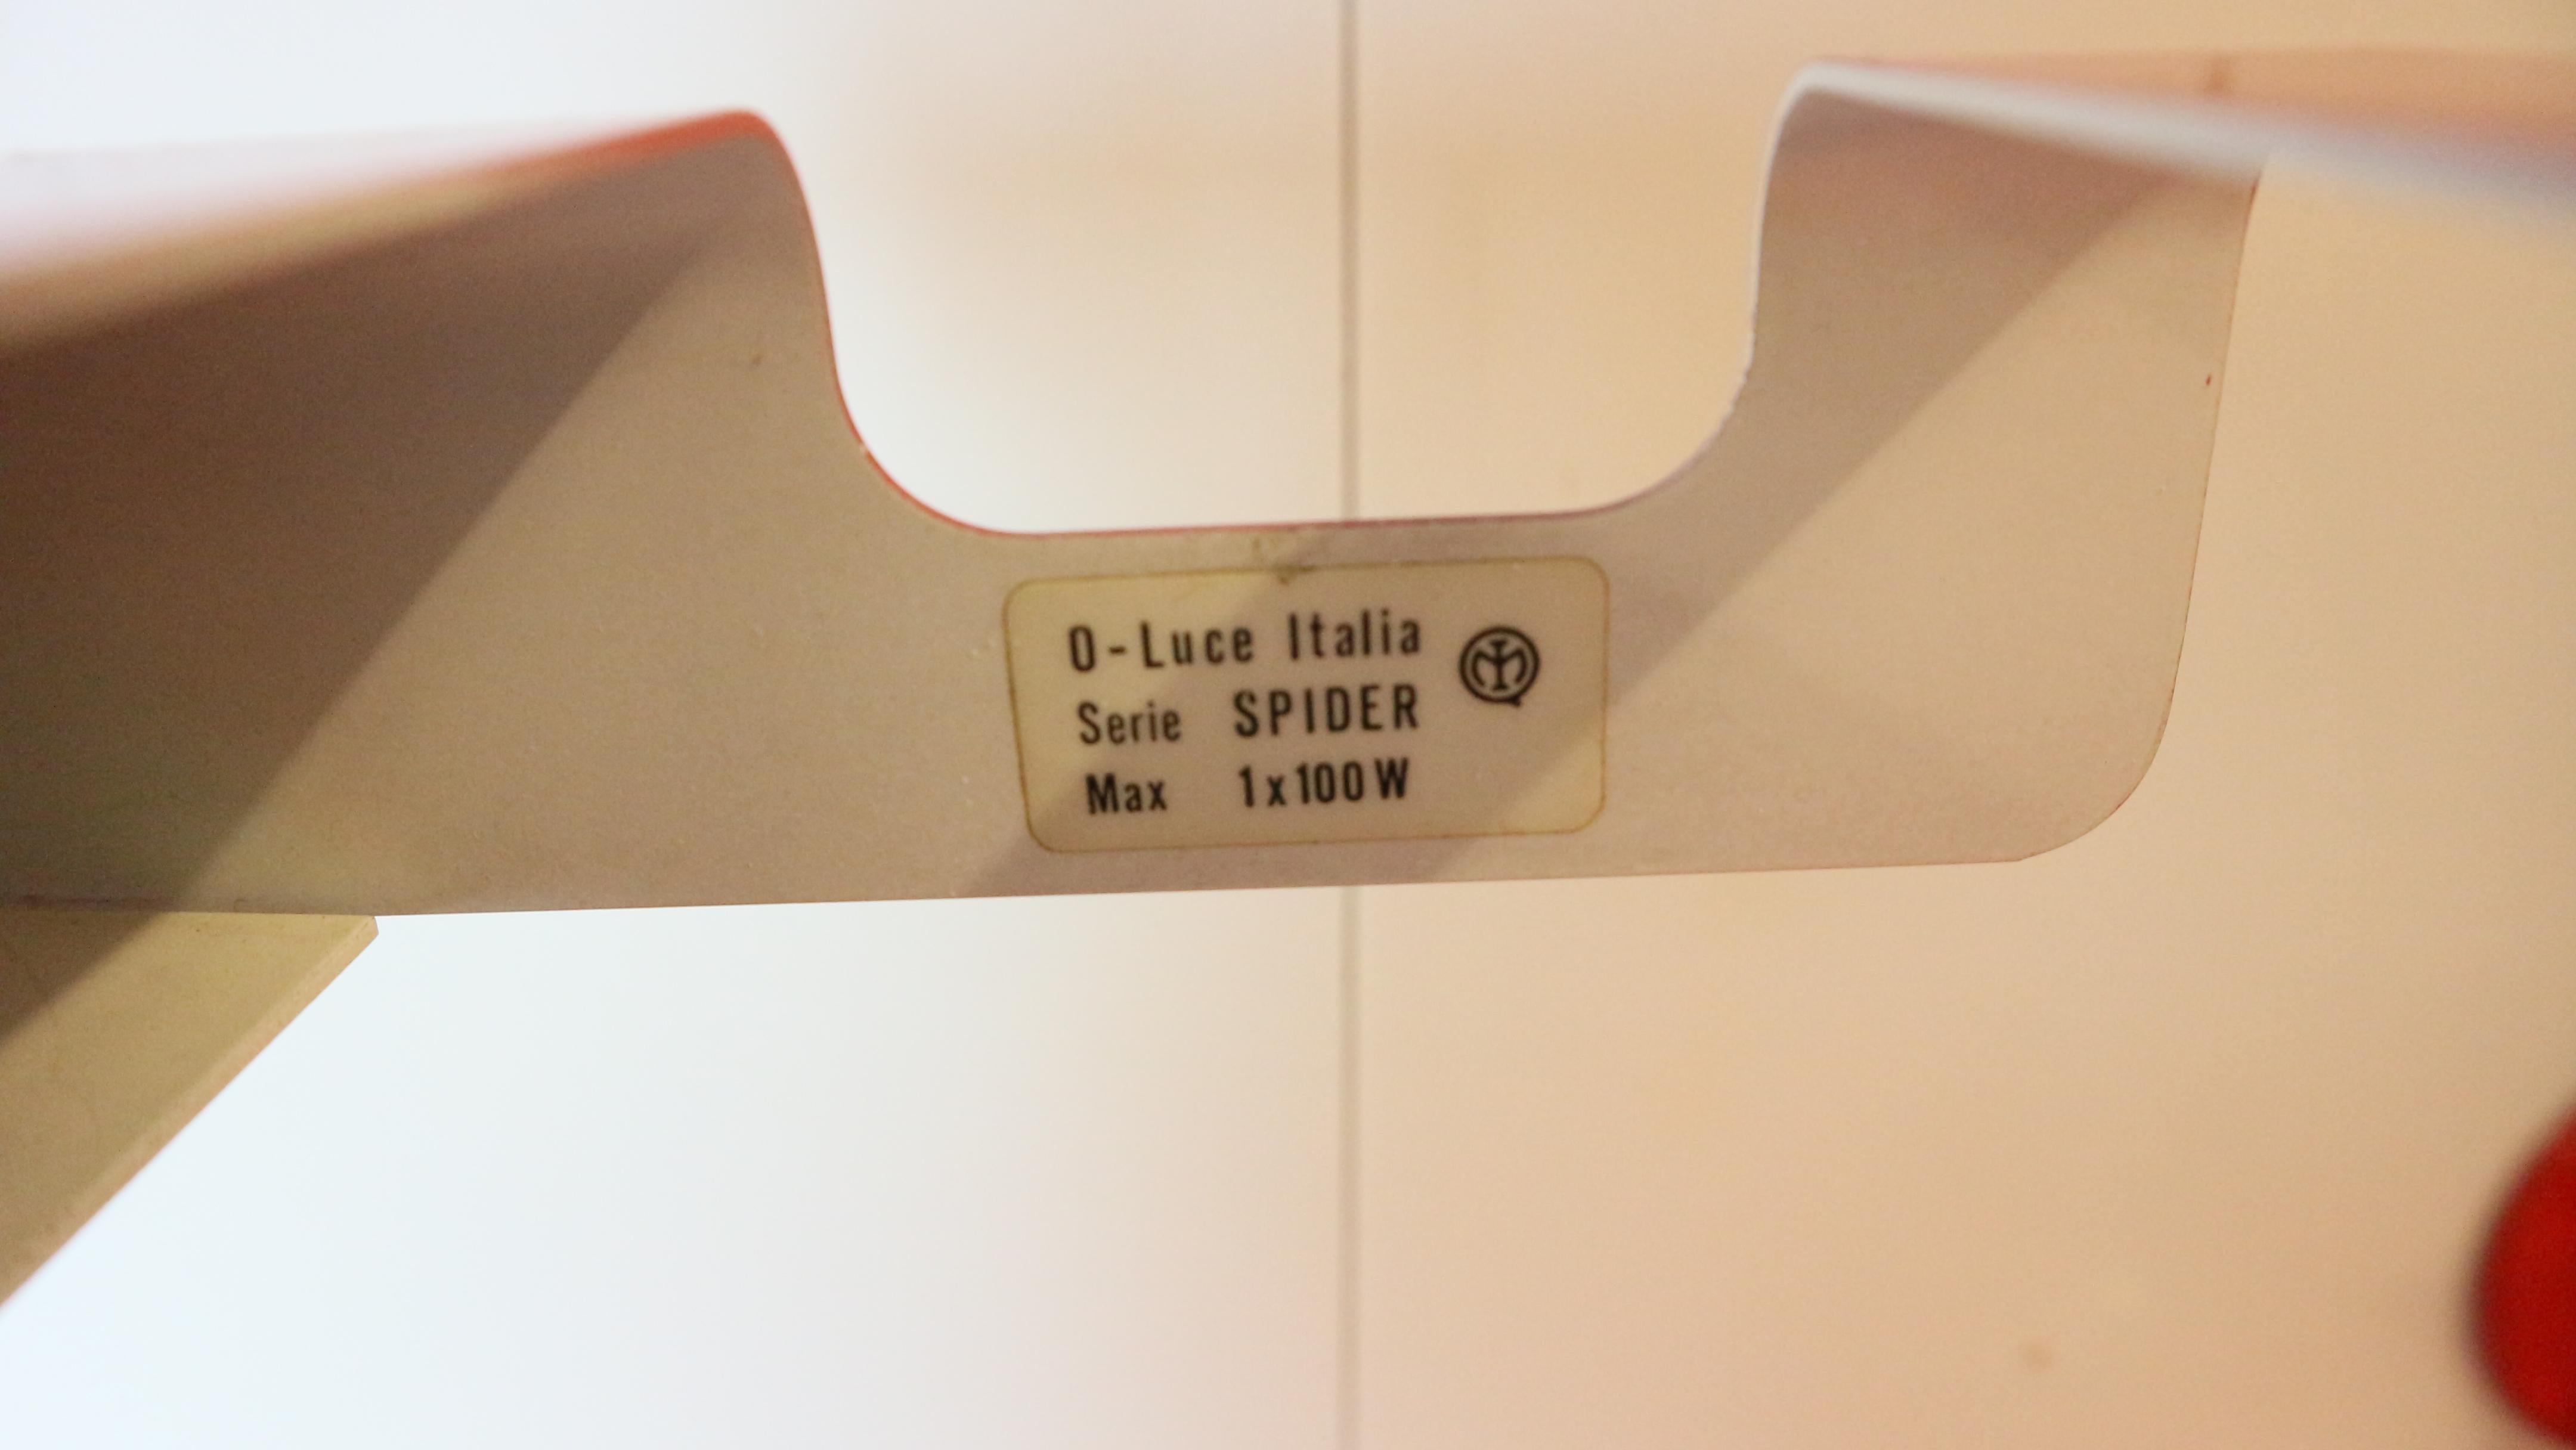 O-Luce Italia
Serie SPIDER
Max 1x100W